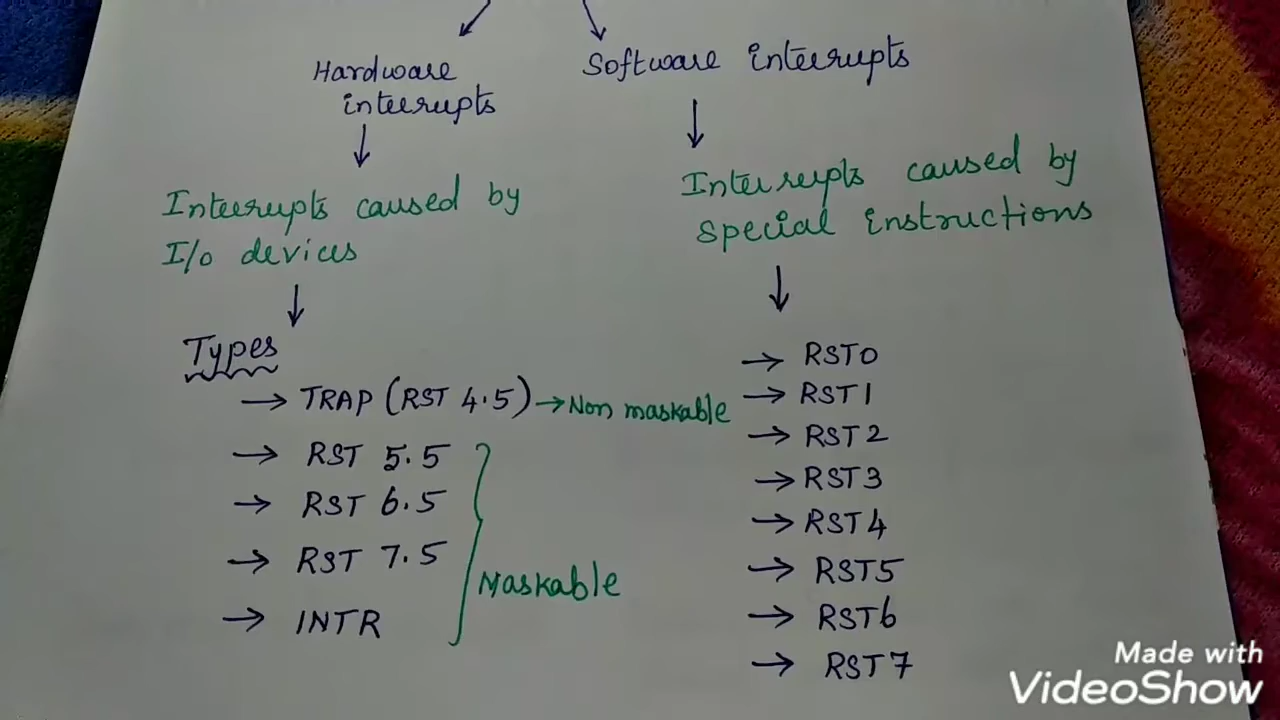 Hardware
interrupts
Interrupts caused by
I/o devices
Types
→ TRAP (RST 4.5) → Non maskable
→ RST 5.5
→ RST 6.5
→ RST 7.5
→ INTR
Maskable
Software interrupts
Interrupts caused by
special instructions
→ RST0
→ RST1
→ RST2
→ RST3
→ RST4
→ RST5
→ RST6
→ RST7
Made with
VideoShow